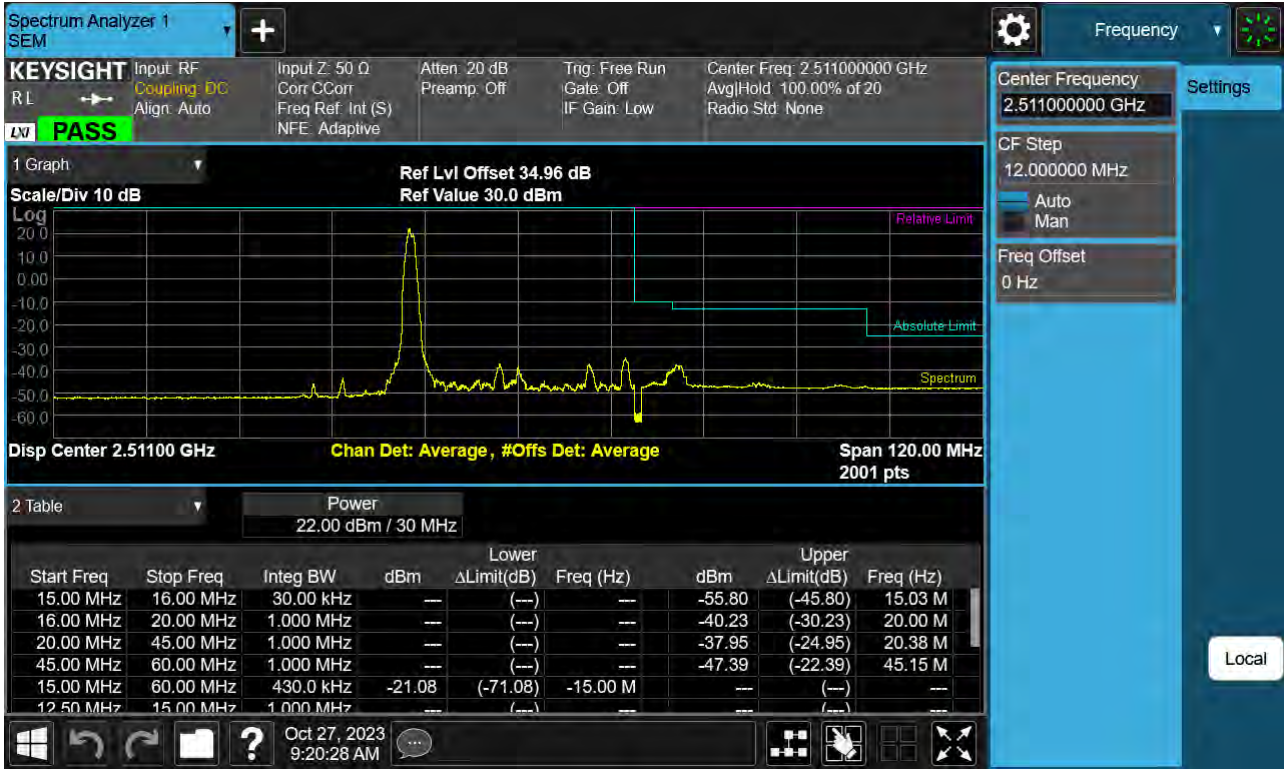 Spectrum Analyzer 1
SEM
+
Frequency
KEYSIGHT
R L
LXI
PASS
Input: RF
Coupling: DC
Align: Auto
Input Z: 50 Ω
Corr CCorr
Freq Ref: Int (S)
NFE: Adaptive
Atten: 20 dB
Preamp: Off
Trig: Free Run
Gate: Off
IF Gain: Low
Center Freq: 2.511000000 GHz
Avg|Hold: 100.00% of 20
Radio Std: None
Center Frequency
2.511000000 GHz
Settings
CF Step
12.000000 MHz
Auto
Man
Freq Offset
0 Hz
Local
1 Graph
Scale/Div 10 dB
Ref Lvl Offset 34.96 dB
Ref Value 30.0 dBm
Log
20.0
10.0
0.00
-10.0
-20.0
-30.0
-40.0
-50.0
-60.0
Relative Limit
Absolute Limit
Spectrum
Disp Center 2.51100 GHz
Chan Det: Average, #Offs Det: Average
Span 120.00 MHz
2001 pts
2 Table
Power
22.00 dBm / 30 MHz
Lower Upper
Start Freq Stop Freq Integ BW dBm ΔLimit(dB) Freq (Hz) dBm ΔLimit(dB) Freq (Hz)
15.00 MHz 16.00 MHz 30.00 kHz --- (---) --- -55.80 (-45.80) 15.03 M
16.00 MHz 20.00 MHz 1.000 MHz --- (---) --- -40.23 (-30.23) 20.00 M
20.00 MHz 45.00 MHz 1.000 MHz --- (---) --- -37.95 (-24.95) 20.38 M
45.00 MHz 60.00 MHz 1.000 MHz --- (---) --- -47.39 (-22.39) 45.15 M
15.00 MHz 60.00 MHz 430.0 kHz -21.08 (-71.08) -15.00 M --- (---) ---
12.50 MHz 15.00 MHz 1.000 MHz --- (---) --- --- (---) ---
?
Oct 27, 2023
9:20:28 AM